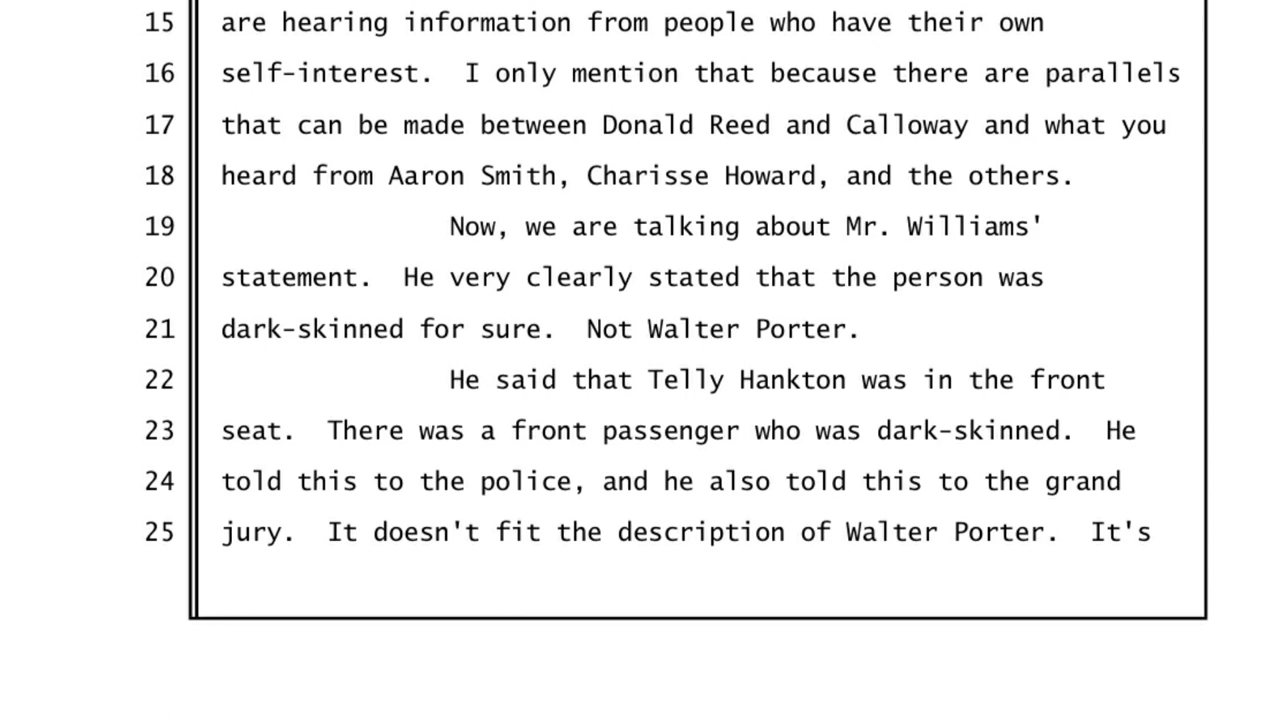 15 are hearing information from people who have their own
16 self-interest.  I only mention that because there are parallels
17 that can be made between Donald Reed and Calloway and what you
18 heard from Aaron Smith, Charisse Howard, and the others.
19 Now, we are talking about Mr. Williams'
20 statement.  He very clearly stated that the person was
21 dark-skinned for sure.  Not Walter Porter.
22 He said that Telly Hankton was in the front
23 seat.  There was a front passenger who was dark-skinned.  He
24 told this to the police, and he also told this to the grand
25 jury.  It doesn't fit the description of Walter Porter.  It's